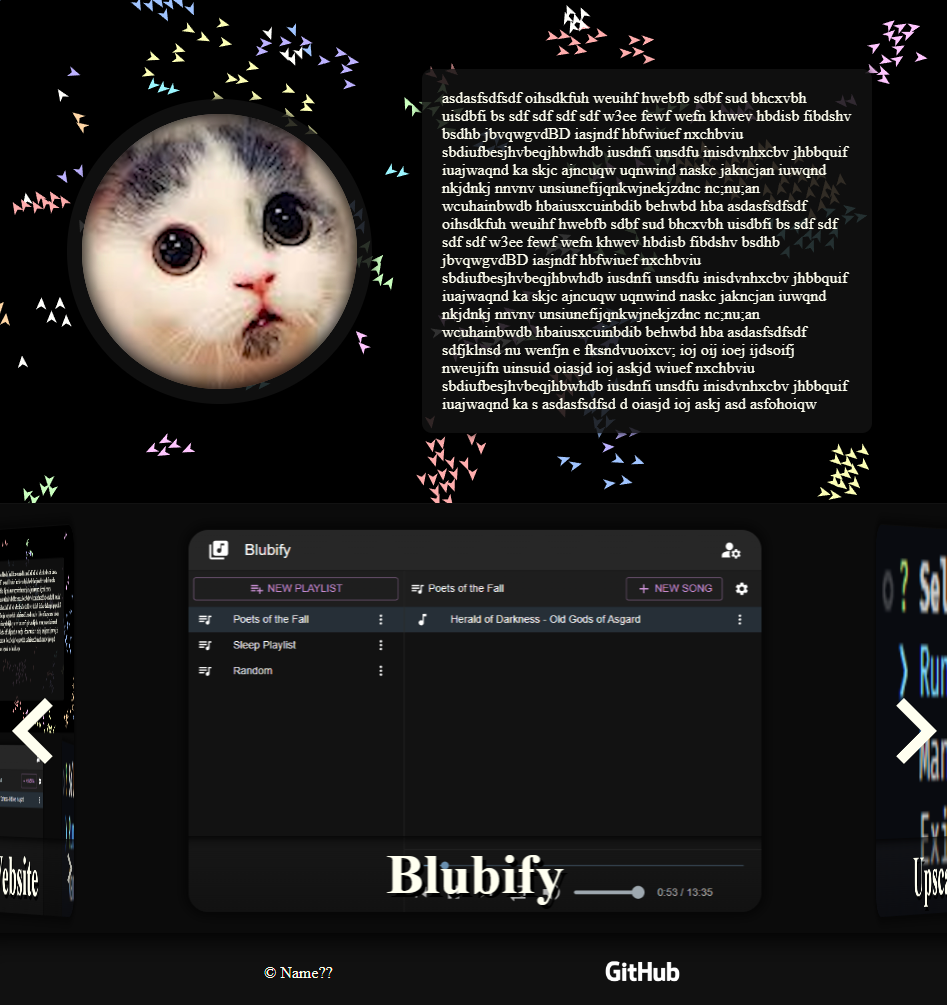 asdasfsdfsdf oihsdkfuh weuihf hwebfb sdbf sud bhcxvbh
uisdbfi bs sdf sdf sdf sdf w3ee fewf wefn khwev hbdisb fibdshv
bsdhb jbvqwgvdBD iasjndf hbfwiuef nxchbviu
sbdiufbesjhvbeqjhbwhdb iusdnfi unsdfu inisdvnhxcbv jhbbquif
iuajwaqnd ka skjc ajncuqw uqnwind naskc jakncjan iuwqnd
nkjdnkj nnvnv unsiunefijqnkwjnekjzdnc nc;nu;an
wcuhainbwdb hbaiusxcuinbdib behwbd hba asdasfsdfsdf
oihsdkfuh weuihf hwebfb sdbf sud bhcxvbh uisdbfi bs sdf sdf
sdf sdf w3ee fewf wefn khwev hbdisb fibdshv bsdhb
jbvqwgvdBD iasjndf hbfwiuef nxchbviu
sbdiufbesjhvbeqjhbwhdb iusdnfi unsdfu inisdvnhxcbv jhbbquif
iuajwaqnd ka skjc ajncuqw uqnwind naskc jakncjan iuwqnd
nkjdnkj nnvnv unsiunefijqnkwjnekjzdnc nc;nu;an
wcuhainbwdb hbaiusxcuinbdib behwbd hba asdasfsdfsdf
sdfjklnsd nu wenfjn e fksndvuoixcv; ioj oij ioej ijdsoifj
nweujifn uinsuid oiasjd ioj askjd wiuef nxchbviu
sbdiufbesjhvbeqjhbwhdb iusdnfi unsdfu inisdvnhxcbv jhbbquif
iuajwaqnd ka s asdasfsdfsd d oiasjd ioj askj asd asfohoiqw
Blubify
NEW PLAYLIST
Poets of the Fall
NEW SONG
Poets of the Fall
Herald of Darkness - Old Gods of Asgard
Sleep Playlist
Random
? Sel
Run
Man
Exi
ebsite
Blubify
0:53 / 13:35
Upsca
© Name??
GitHub